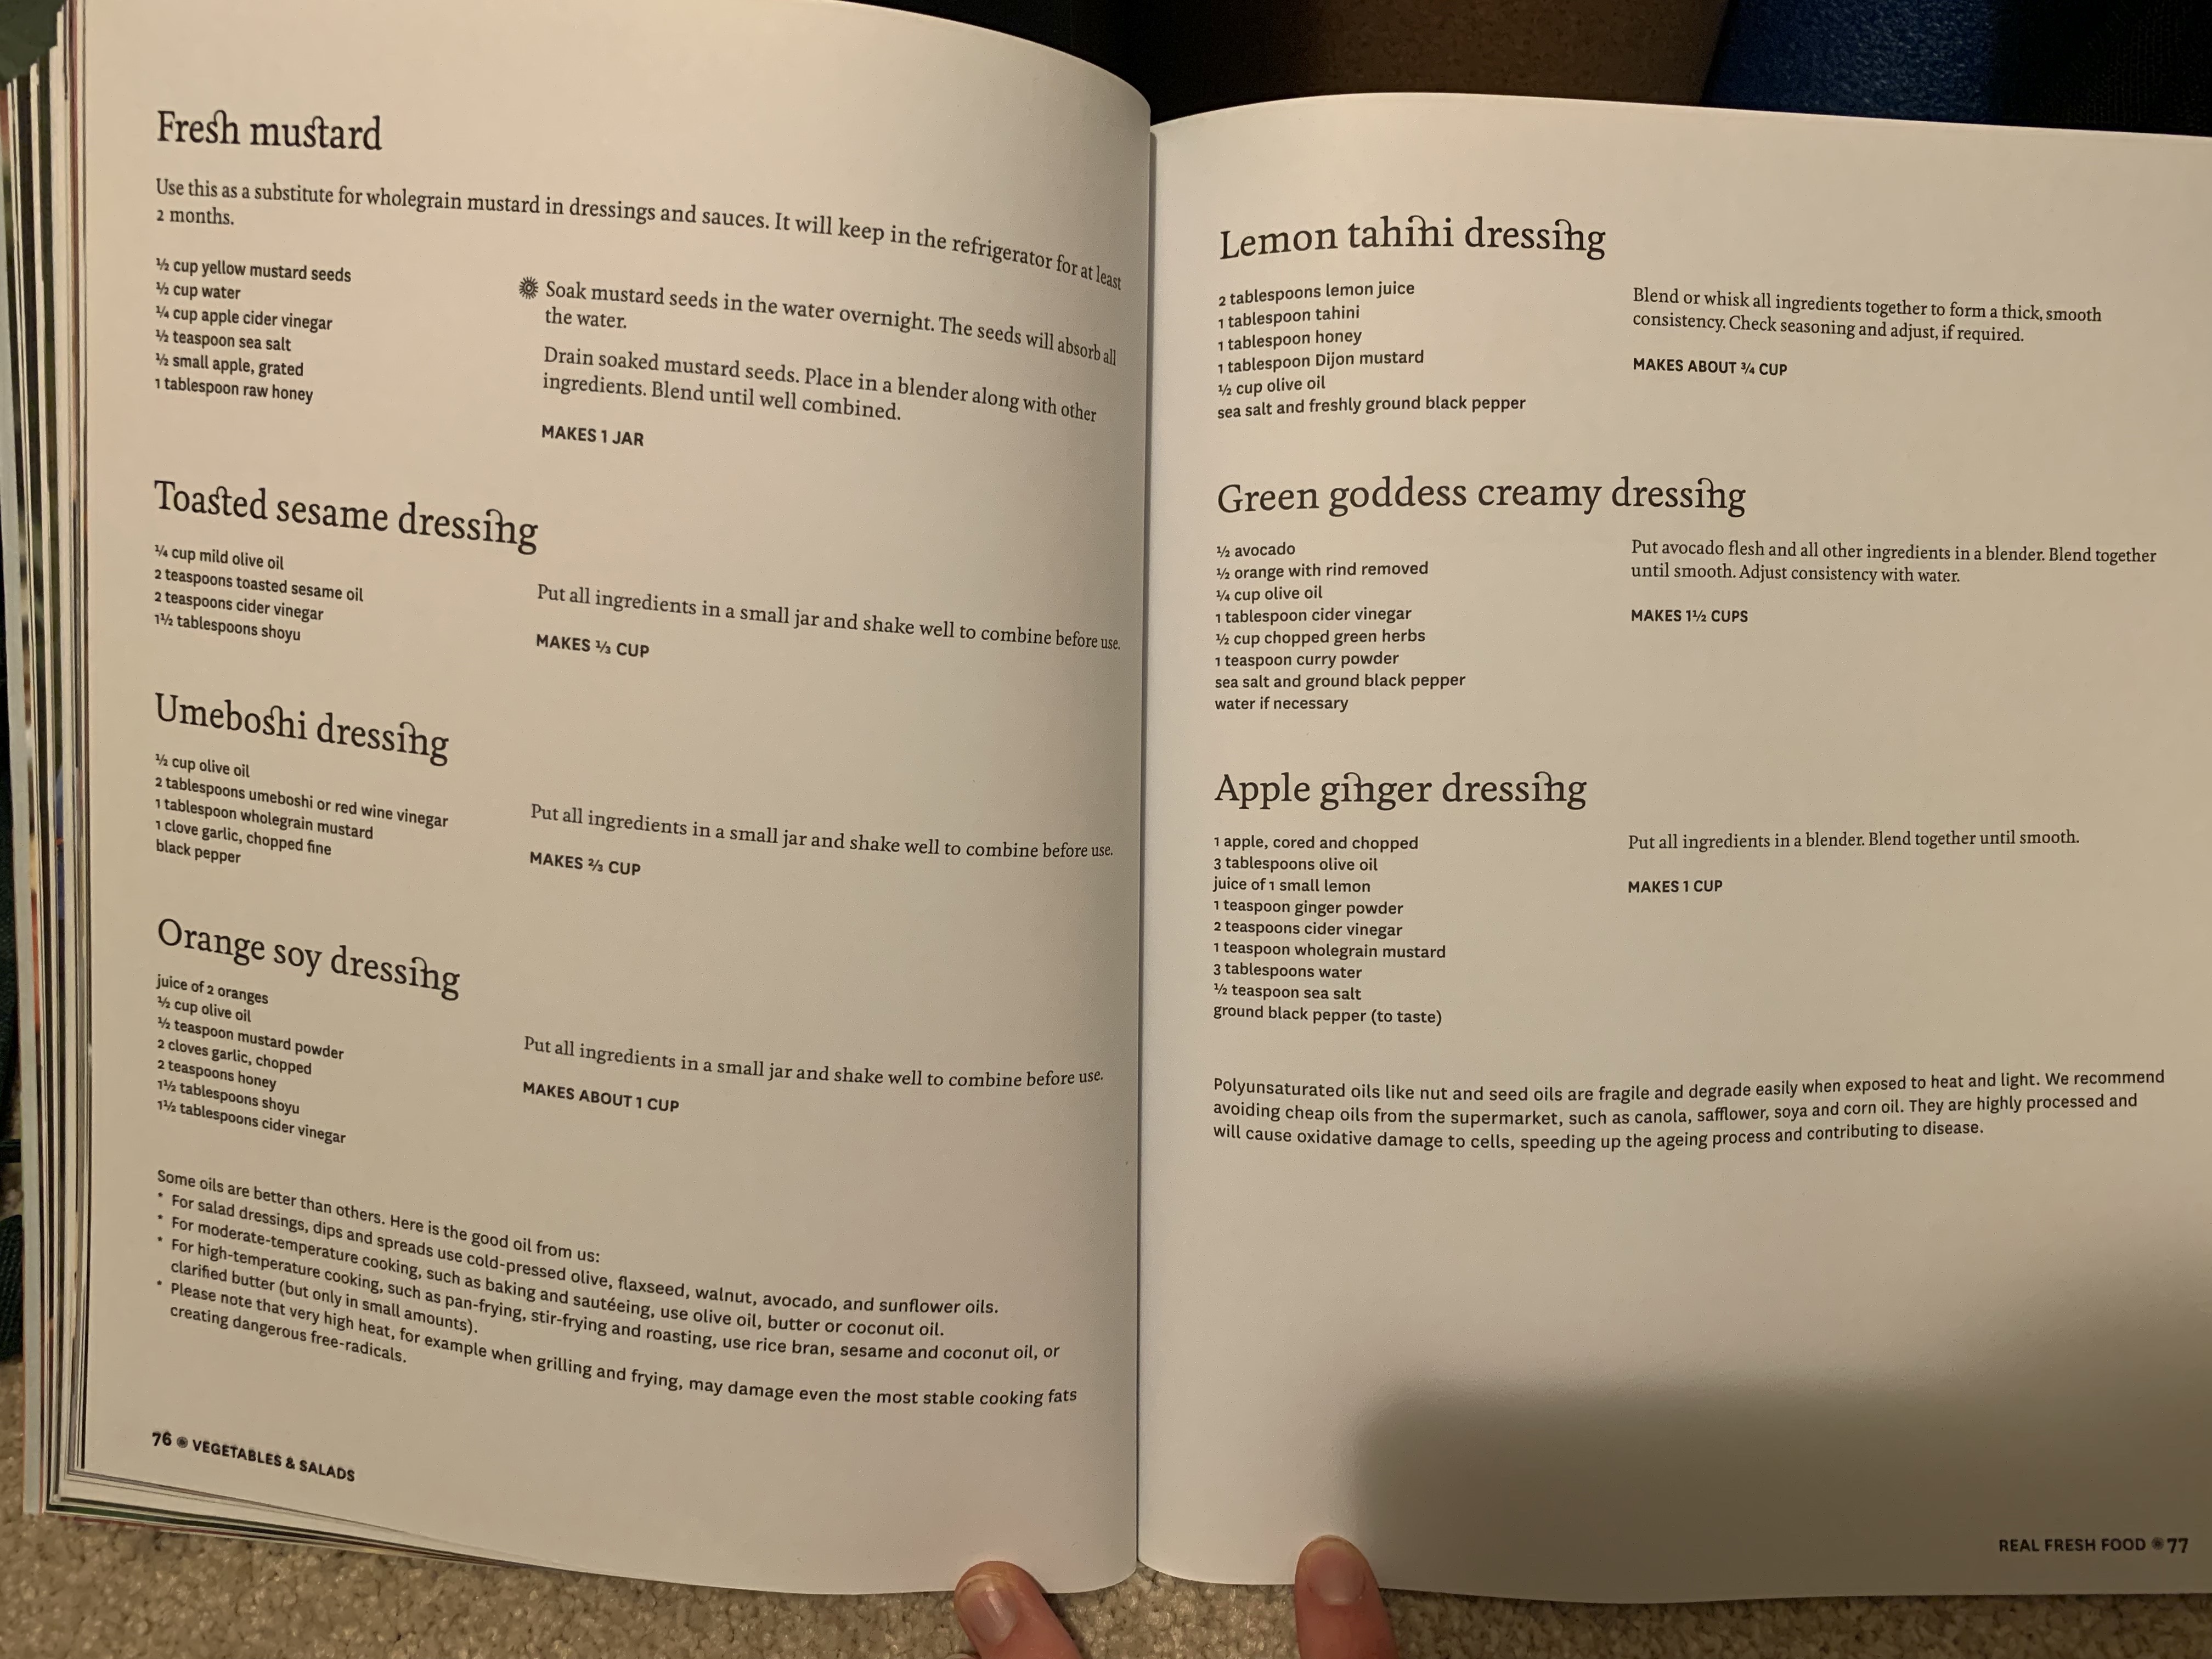 Fresh mustard
Use this as a substitute for wholegrain mustard in dressings and sauces. It will keep in the refrigerator for at least
2 months.
½ cup yellow mustard seeds
½ cup water
¼ cup apple cider vinegar
½ teaspoon sea salt
½ small apple, grated
1 tablespoon raw honey
Soak mustard seeds in the water overnight. The seeds will absorb all
the water.
Drain soaked mustard seeds. Place in a blender along with other
ingredients. Blend until well combined.
MAKES 1 JAR
Toasted sesame dressing
¼ cup mild olive oil
2 teaspoons toasted sesame oil
2 teaspoons cider vinegar
1½ tablespoons shoyu
Put all ingredients in a small jar and shake well to combine before use.
MAKES ⅓ CUP
Umeboshi dressing
½ cup olive oil
2 tablespoons umeboshi or red wine vinegar
1 tablespoon wholegrain mustard
1 clove garlic, chopped fine
black pepper
Put all ingredients in a small jar and shake well to combine before use.
MAKES ⅔ CUP
Orange soy dressing
juice of 2 oranges
½ cup olive oil
½ teaspoon mustard powder
2 cloves garlic, chopped
2 teaspoons honey
1½ tablespoons shoyu
1½ tablespoons cider vinegar
Put all ingredients in a small jar and shake well to combine before use.
MAKES ABOUT 1 CUP
Some oils are better than others. Here is the good oil from us:
* For salad dressings, dips and spreads use cold-pressed olive, flaxseed, walnut, avocado, and sunflower oils.
* For moderate-temperature cooking, such as baking and sautéeing, use olive oil, butter or coconut oil.
* For high-temperature cooking, such as pan-frying, stir-frying and roasting, use rice bran, sesame and coconut oil, or
clarified butter (but only in small amounts).
* Please note that very high heat, for example when grilling and frying, may damage even the most stable cooking fats
creating dangerous free-radicals.
76 VEGETABLES & SALADS
Lemon tahini dressing
2 tablespoons lemon juice
1 tablespoon tahini
1 tablespoon honey
1 tablespoon Dijon mustard
½ cup olive oil
sea salt and freshly ground black pepper
Blend or whisk all ingredients together to form a thick, smooth
consistency. Check seasoning and adjust, if required.
MAKES ABOUT ¾ CUP
Green goddess creamy dressing
½ avocado
½ orange with rind removed
¼ cup olive oil
1 tablespoon cider vinegar
½ cup chopped green herbs
1 teaspoon curry powder
sea salt and ground black pepper
water if necessary
Put avocado flesh and all other ingredients in a blender. Blend together
until smooth. Adjust consistency with water.
MAKES 1½ CUPS
Apple ginger dressing
1 apple, cored and chopped
3 tablespoons olive oil
juice of 1 small lemon
1 teaspoon ginger powder
2 teaspoons cider vinegar
1 teaspoon wholegrain mustard
3 tablespoons water
½ teaspoon sea salt
ground black pepper (to taste)
Put all ingredients in a blender. Blend together until smooth.
MAKES 1 CUP
Polyunsaturated oils like nut and seed oils are fragile and degrade easily when exposed to heat and light. We recommend
avoiding cheap oils from the supermarket, such as canola, safflower, soya and corn oil. They are highly processed and
will cause oxidative damage to cells, speeding up the ageing process and contributing to disease.
REAL FRESH FOOD 77